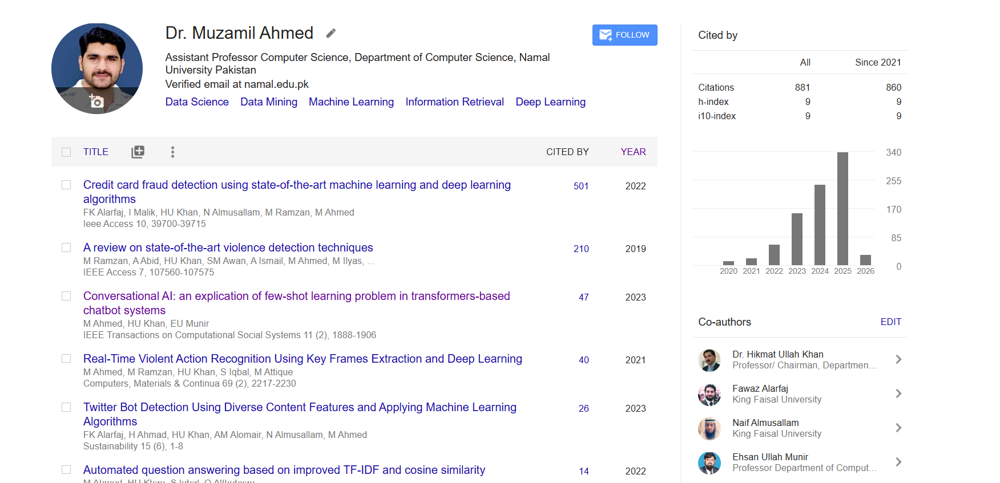 Dr. Muzamil Ahmed
FOLLOW
Assistant Professor Computer Science, Department of Computer Science, Namal
University Pakistan
Verified email at namal.edu.pk
Data Science Data Mining Machine Learning Information Retrieval Deep Learning
TITLE CITED BY YEAR
Credit card fraud detection using state-of-the-art machine learning and deep learning 501 2022
algorithms
FK Alarfaj, I Malik, HU Khan, N Almusallam, M Ramzan, M Ahmed
Ieee Access 10, 39700-39715
A review on state-of-the-art violence detection techniques 210 2019
M Ramzan, A Abid, HU Khan, SM Awan, A Ismail, M Ahmed, M Ilyas, ...
IEEE Access 7, 107560-107575
Conversational AI: an explication of few-shot learning problem in transformers-based 47 2023
chatbot systems
M Ahmed, HU Khan, EU Munir
IEEE Transactions on Computational Social Systems 11 (2), 1888-1906
Real-Time Violent Action Recognition Using Key Frames Extraction and Deep Learning 40 2021
M Ahmed, M Ramzan, HU Khan, S Iqbal, M Attique
Computers, Materials & Continua 69 (2), 2217-2230
Twitter Bot Detection Using Diverse Content Features and Applying Machine Learning 26 2023
Algorithms
FK Alarfaj, H Ahmad, HU Khan, AM Alomair, N Almusallam, M Ahmed
Sustainability 15 (6), 1-8
Automated question answering based on improved TF-IDF and cosine similarity 14 2022
M Ahmed, HU Khan, S Iqbal, Q Althebyan
Cited by
All Since 2021
Citations 881 860
h-index 9 9
i10-index 9 9
340
255
170
85
0
2020 2021 2022 2023 2024 2025 2026
Co-authors EDIT
Dr. Hikmat Ullah Khan
Professor/ Chairman, Departmen...
Fawaz Alarfaj
King Faisal University
Naif Almusallam
King Faisal University
Ehsan Ullah Munir
Professor Department of Comput...